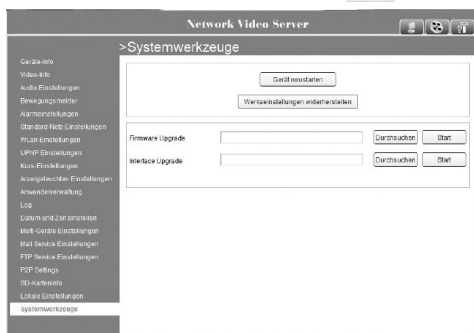 Network Video Server
>Systemwerkzeuge
Geräte-Info
Video-Info
Audio Einstellungen
Bewegungsmelder
Alarmeinstellungen
Standard-Netz Einstellungen
WLan Einstellungen
UPNP Einstellungen
Kurs-Einstellungen
Anzeigeleuchten Einstellungen
Anwenderverwaltung
Log
Datum und Zeit einstellen
Multi-Geräte Einstellungen
Mail Service Einstellungen
FTP Service Einstellungen
P2P Settings
SD-Karteninfo
Lokale Einstellungen
Systemwerkzeuge
Gerät neustarten
Werkseinstellungen widerherstellen
Firmware Upgrade Durchsuchen Start
Interface Upgrade Durchsuchen Start